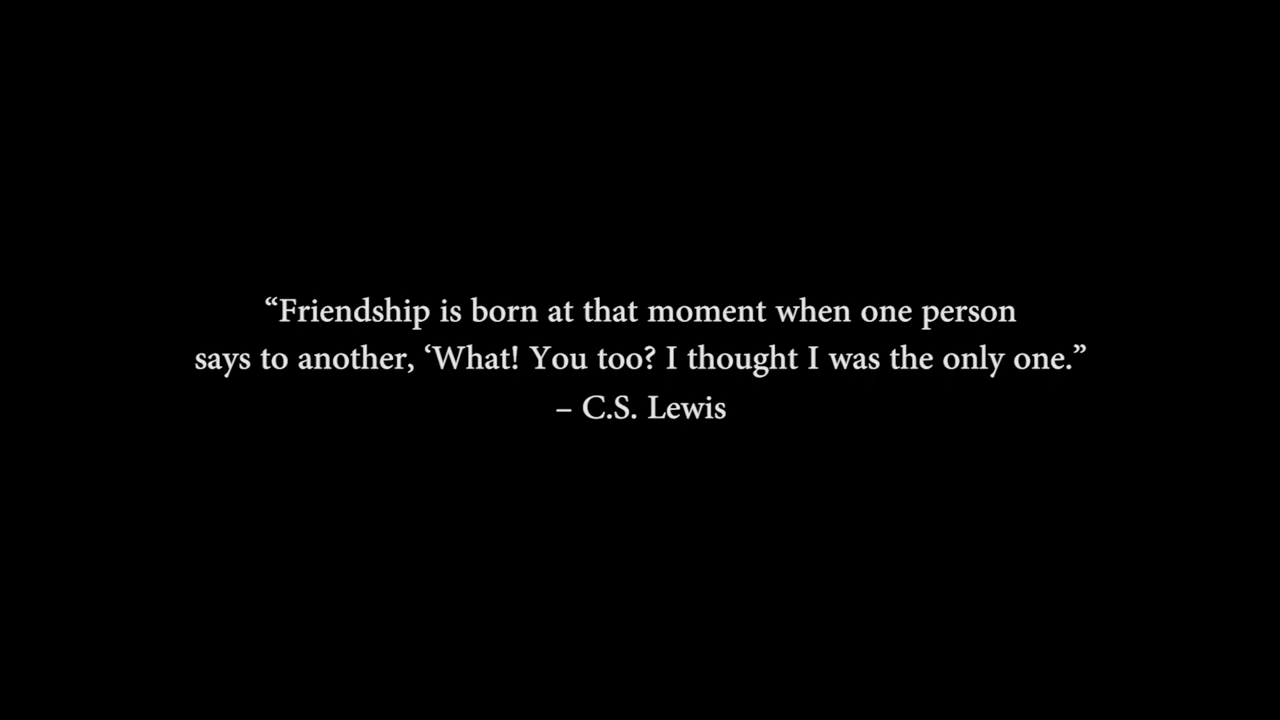 “Friendship is born at that moment when one person
says to another, ‘What! You too? I thought I was the only one.”
– C.S. Lewis